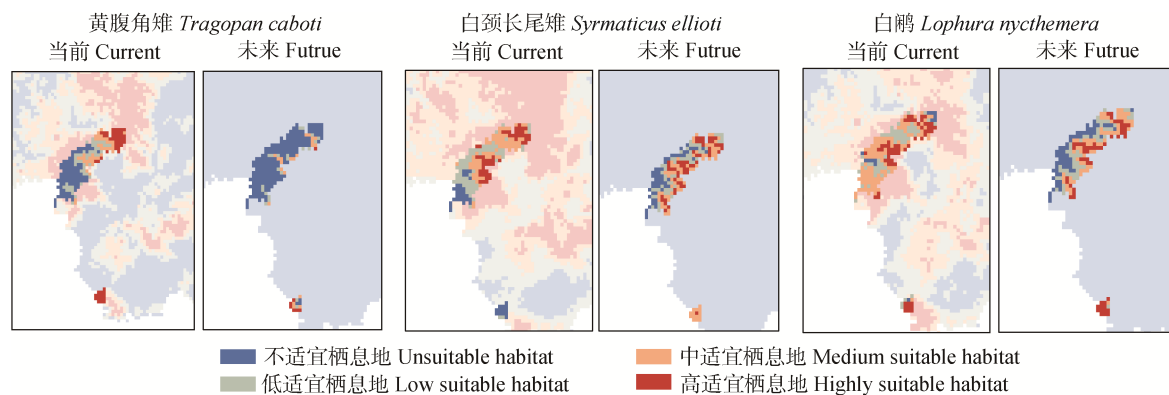 黄腹角雉 Tragopan caboti
当前 Current
未来 Futrue
白颈长尾雉 Syrmaticus ellioti
当前 Current
未来 Futrue
白鹇 Lophura nycthemera
当前 Current
未来 Futrue
不适宜栖息地 Unsuitable habitat
中适宜栖息地 Medium suitable habitat
低适宜栖息地 Low suitable habitat
高适宜栖息地 Highly suitable habitat